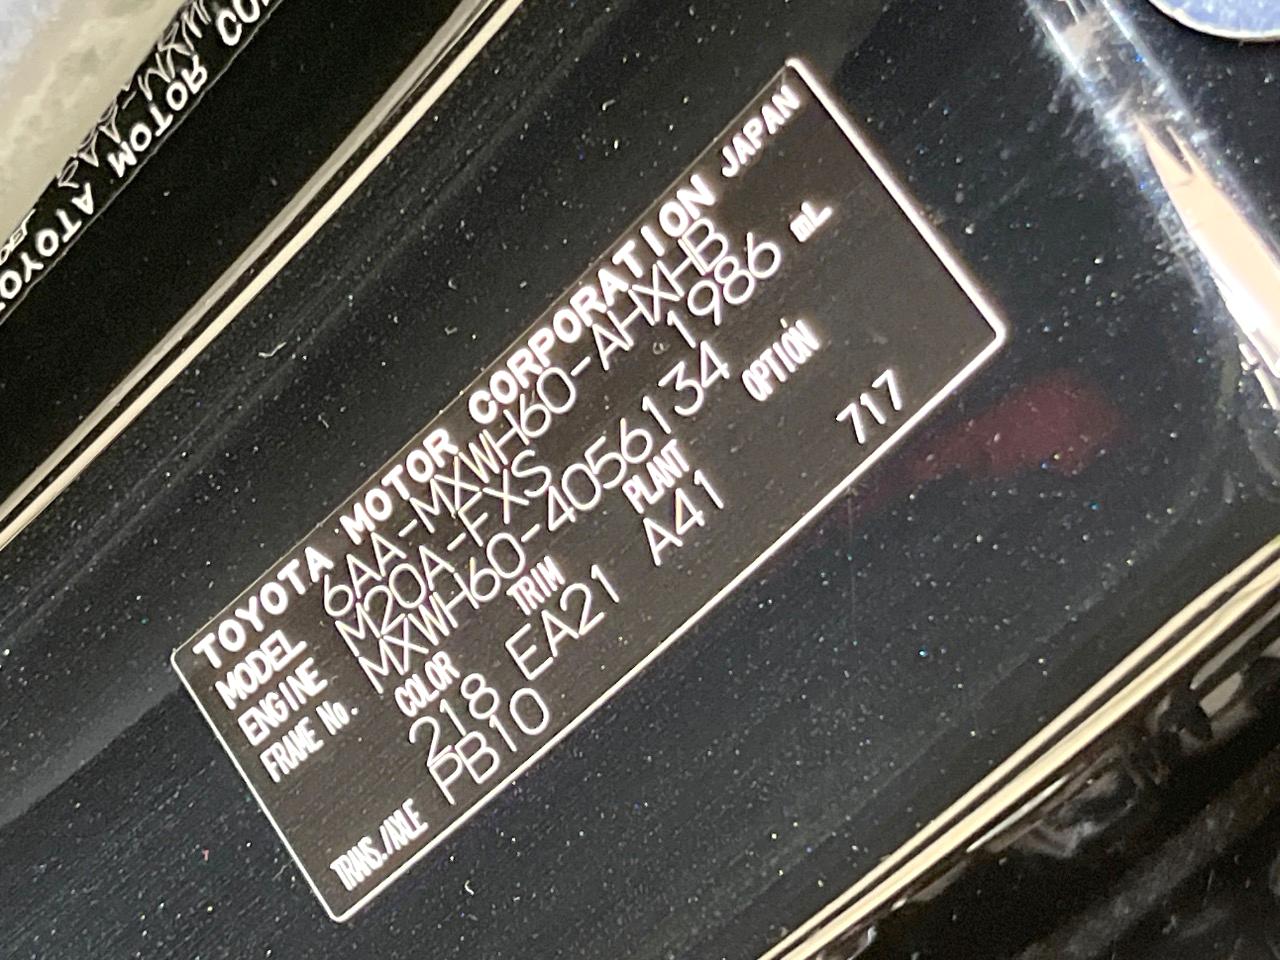 TOYOTA MOTOR CORPORATION JAPAN
MODEL 6AA-MXWH60-AHXHB
ENGINE M20A-FXS 1986 mL
FRAME No. MXWH60-4056134
COLOR TRIM PLANT OPTION
218 EA21 A41 717
TRANS./AXLE PB10